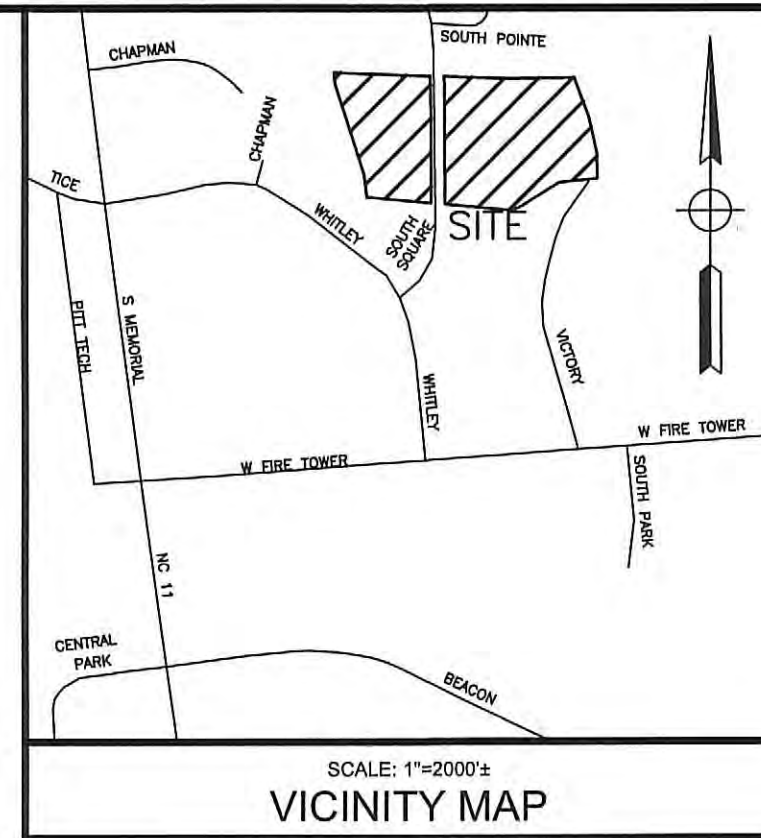 SOUTH POINTE
CHAPMAN
CHAPMAN
TICE
WHITLEY
SOUTH
SQUARE
SITE
PITT TECH
S MEMORIAL
VICTORY
WHITLEY
W FIRE TOWER
W FIRE TOWER
SOUTH PARK
NC 11
CENTRAL
PARK
BEACON
SCALE: 1"=2000'±
VICINITY MAP